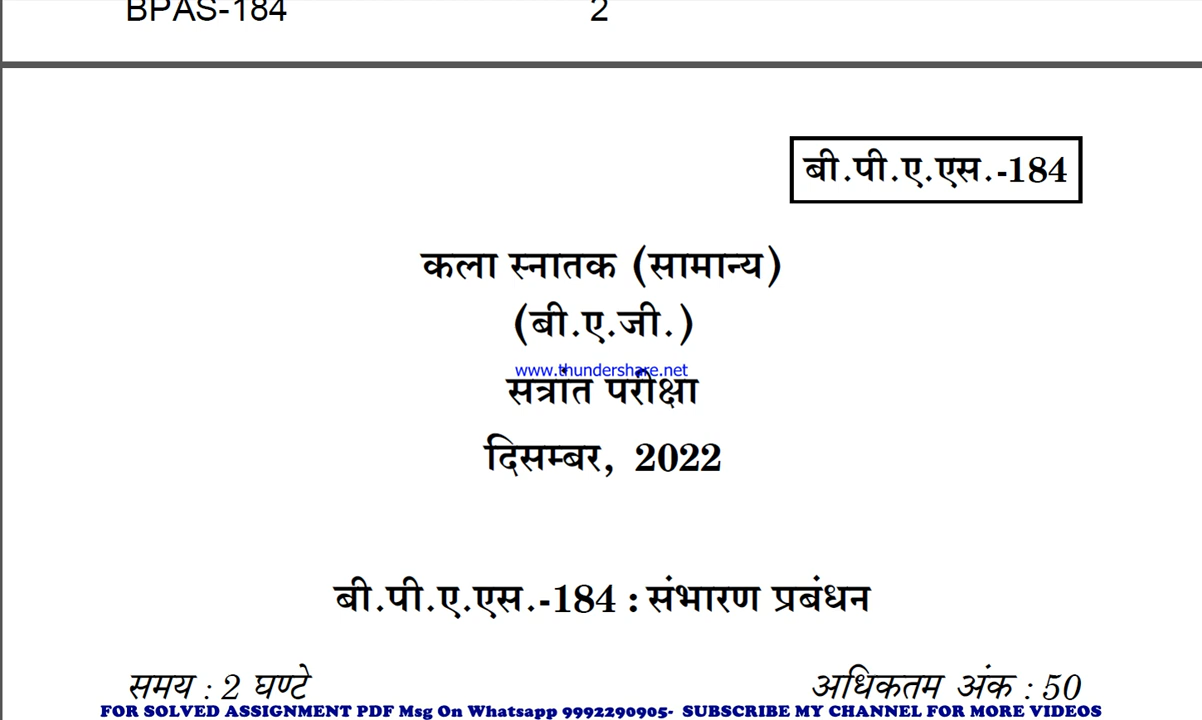 BPAS-184 2
बी.पी.ए.एस.-184
कला स्नातक (सामान्य)
(बी.ए.जी.)
www.thundershare.net
सत्रांत परीक्षा
दिसम्बर, 2022
बी.पी.ए.एस.-184 : संभारण प्रबंधन
समय : 2 घण्टे अधिकतम अंक : 50
FOR SOLVED ASSIGNMENT PDF Msg On Whatsapp 9992290905- SUBSCRIBE MY CHANNEL FOR MORE VIDEOS